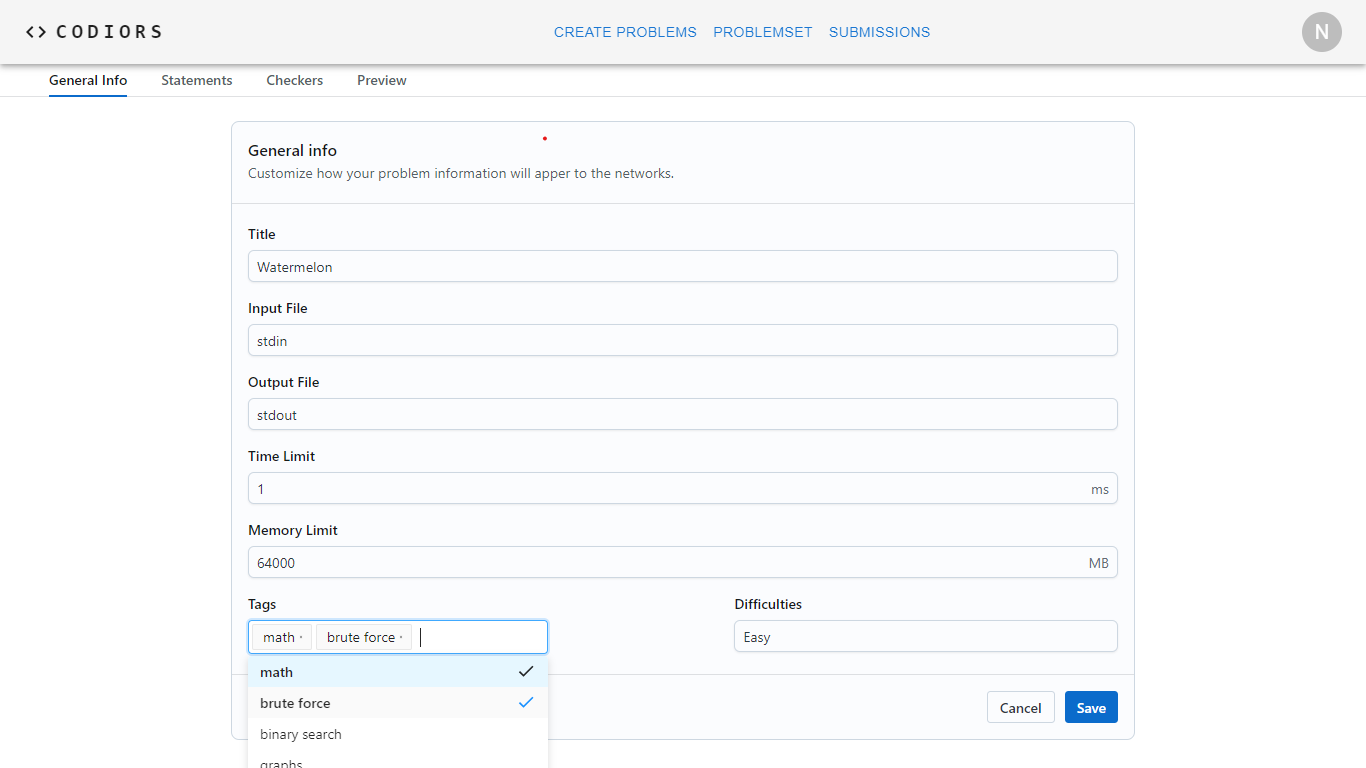 <> CODIORS
CREATE PROBLEMS PROBLEMSET SUBMISSIONS
N
General Info Statements Checkers Preview
General info
Customize how your problem information will apper to the networks.
Title
Watermelon
Input File
stdin
Output File
stdout
Time Limit
1 ms
Memory Limit
64000 MB
Tags Difficulties
math · brute force · Easy
math
brute force
Cancel Save
binary search
graphs